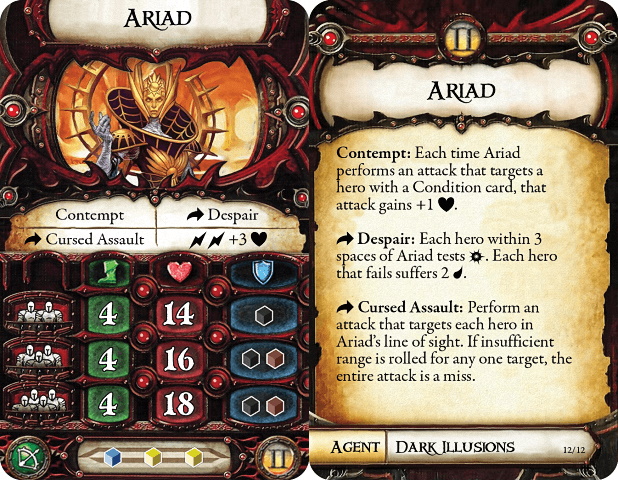 ARIAD
Contempt
Despair
Cursed Assault
+3
4 14
4 16
4 18
II
II
ARIAD
Contempt: Each time Ariad
performs an attack that targets a
hero with a Condition card, that
attack gains +1 .
Despair: Each hero within 3
spaces of Ariad tests . Each hero
that fails suffers 2 .
Cursed Assault: Perform an
attack that targets each hero in
Ariad's line of sight. If insufficient
range is rolled for any one target, the
entire attack is a miss.
AGENT DARK ILLUSIONS 12/12